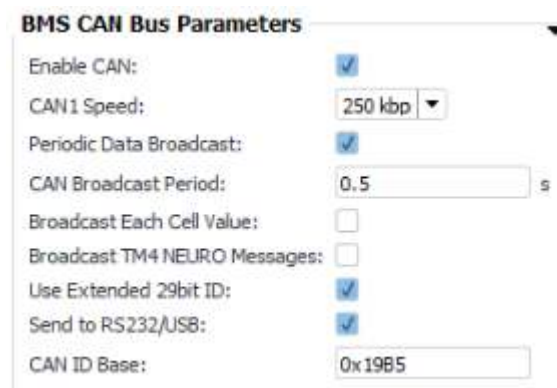 BMS CAN Bus Parameters
Enable CAN:
CAN1 Speed: 250 kbp
Periodic Data Broadcast:
CAN Broadcast Period: 0.5 s
Broadcast Each Cell Value:
Broadcast TM4 NEURO Messages:
Use Extended 29bit ID:
Send to RS232/USB:
CAN ID Base: 0x19B5